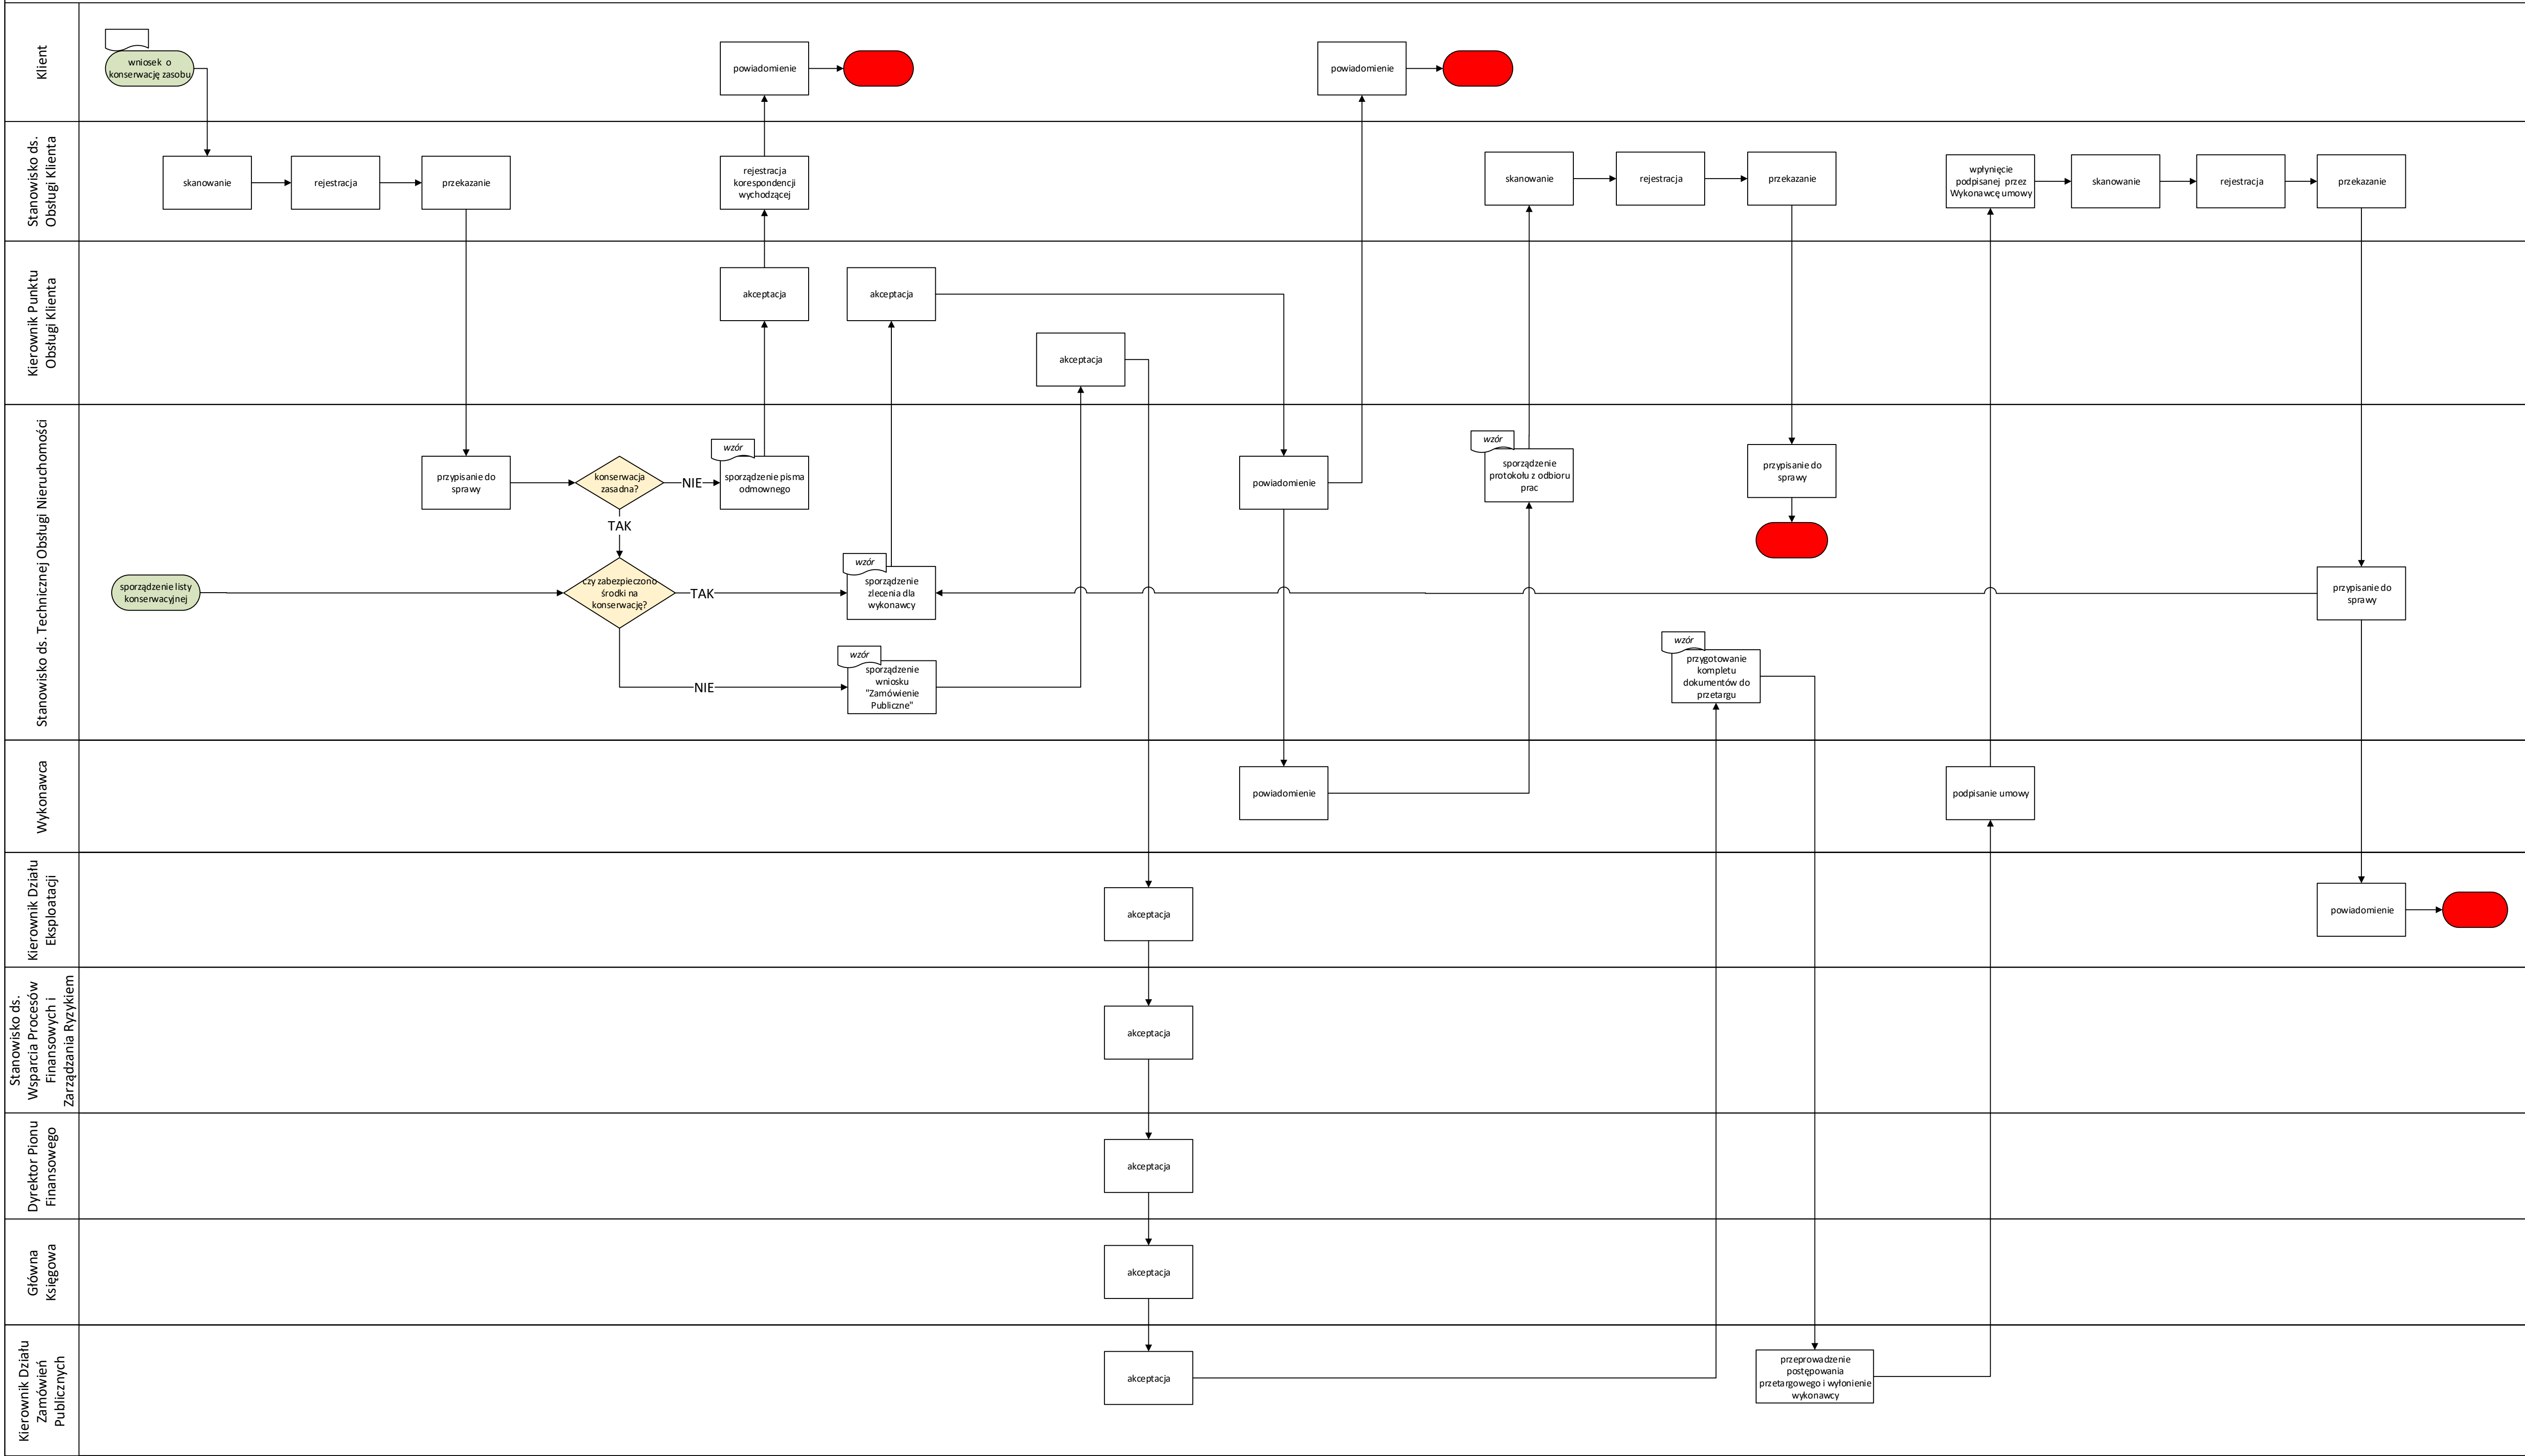 Klient
wniosek o
konserwację zasobu
powiadomienie
powiadomienie
Stanowisko ds.
Obsługi Klienta
skanowanie
rejestracja
przekazanie
rejestracja
korespondencji
wychodzącej
skanowanie
rejestracja
przekazanie
wpłynięcie
podpisanej przez
Wykonawcę umowy
skanowanie
rejestracja
przekazanie
Kierownik Punktu
Obsługi Klienta
akceptacja
akceptacja
akceptacja
Stanowisko ds. Technicznej Obsługi Nieruchomości
przypisanie do
sprawy
konserwacja
zasadna?
NIE
wzór
sporządzenie pisma
odmownego
powiadomienie
wzór
sporządzenie
protokołu z odbioru
prac
przypisanie do
sprawy
TAK
sporządzenie listy
konserwacyjnej
czy zabezpieczono
środki na
konserwację?
TAK
wzór
sporządzenie
zlecenia dla
wykonawcy
przypisanie do
sprawy
NIE
wzór
sporządzenie
wniosku
"Zamówienie
Publiczne"
wzór
przygotowanie
kompletu
dokumentów do
przetargu
Wykonawca
powiadomienie
podpisanie umowy
Kierownik Działu
Eksploatacji
akceptacja
powiadomienie
Stanowisko ds.
Wsparcia Procesów
Finansowych i
Zarządzania Ryzykiem
akceptacja
Dyrektor Pionu
Finansowego
akceptacja
Główna
Księgowa
akceptacja
Kierownik Działu
Zamówień
Publicznych
akceptacja
przeprowadzenie
postępowania
przetargowego i wyłonienie
wykonawcy